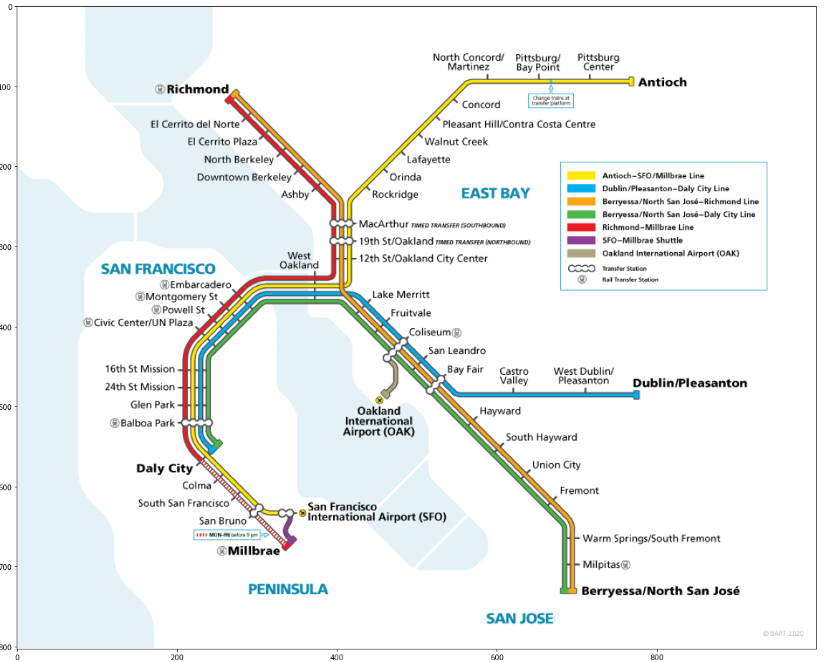 0
North Concord/
Martinez
Pittsburg/
Bay Point
Pittsburg
Center
100
Richmond
Antioch
Change trains at
transfer platform
Concord
El Cerrito del Norte
Pleasant Hill/Contra Costa Centre
El Cerrito Plaza
Walnut Creek
North Berkeley
Lafayette
200
Downtown Berkeley
Orinda
Ashby
Rockridge
EAST BAY
Antioch–SFO/Millbrae Line
Dublin/Pleasanton–Daly City Line
Berryessa/North San José–Richmond Line
Berryessa/North San José–Daly City Line
Richmond–Millbrae Line
SFO–Millbrae Shuttle
Oakland International Airport (OAK)
Transfer Station
Rail Transfer Station
MacArthur TIMED TRANSFER (SOUTHBOUND)
19th St/Oakland TIMED TRANSFER (NORTHBOUND)
300
12th St/Oakland City Center
West
Oakland
SAN FRANCISCO
Embarcadero
Montgomery St
Powell St
Civic Center/UN Plaza
Lake Merritt
Fruitvale
400
Coliseum
San Leandro
Bay Fair
16th St Mission
24th St Mission
Glen Park
Balboa Park
Castro
Valley
West Dublin/
Pleasanton
Dublin/Pleasanton
500
Oakland
International
Airport (OAK)
Hayward
South Hayward
Union City
Fremont
Daly City
Colma
South San Francisco
San Bruno
San Francisco
International Airport (SFO)
600
MON-FRI before 9 pm
Millbrae
Warm Springs/South Fremont
Milpitas
700
PENINSULA
Berryessa/North San José
SAN JOSE
© BART 2020
800
0
200
400
600
800